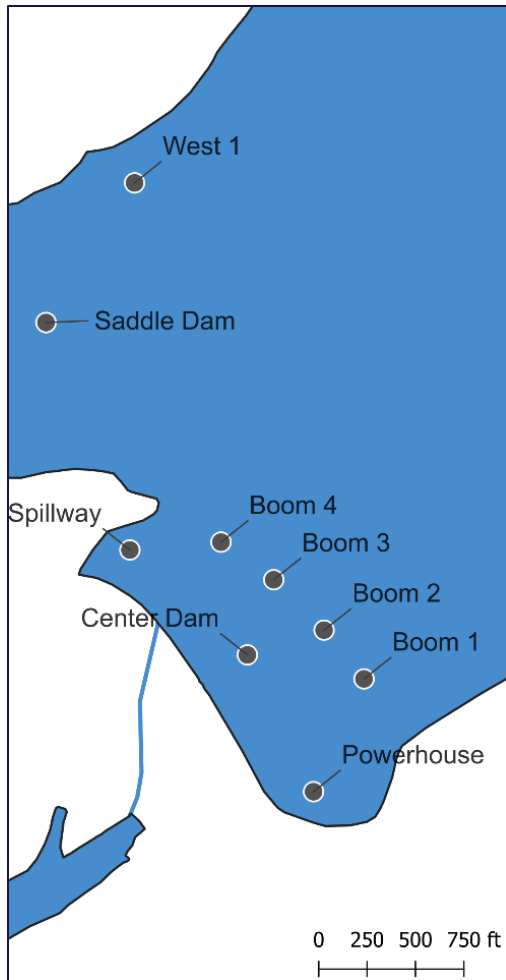 West 1
Saddle Dam
Boom 4
Spillway
Boom 3
Boom 2
Center Dam
Boom 1
Powerhouse
0 250 500 750 ft